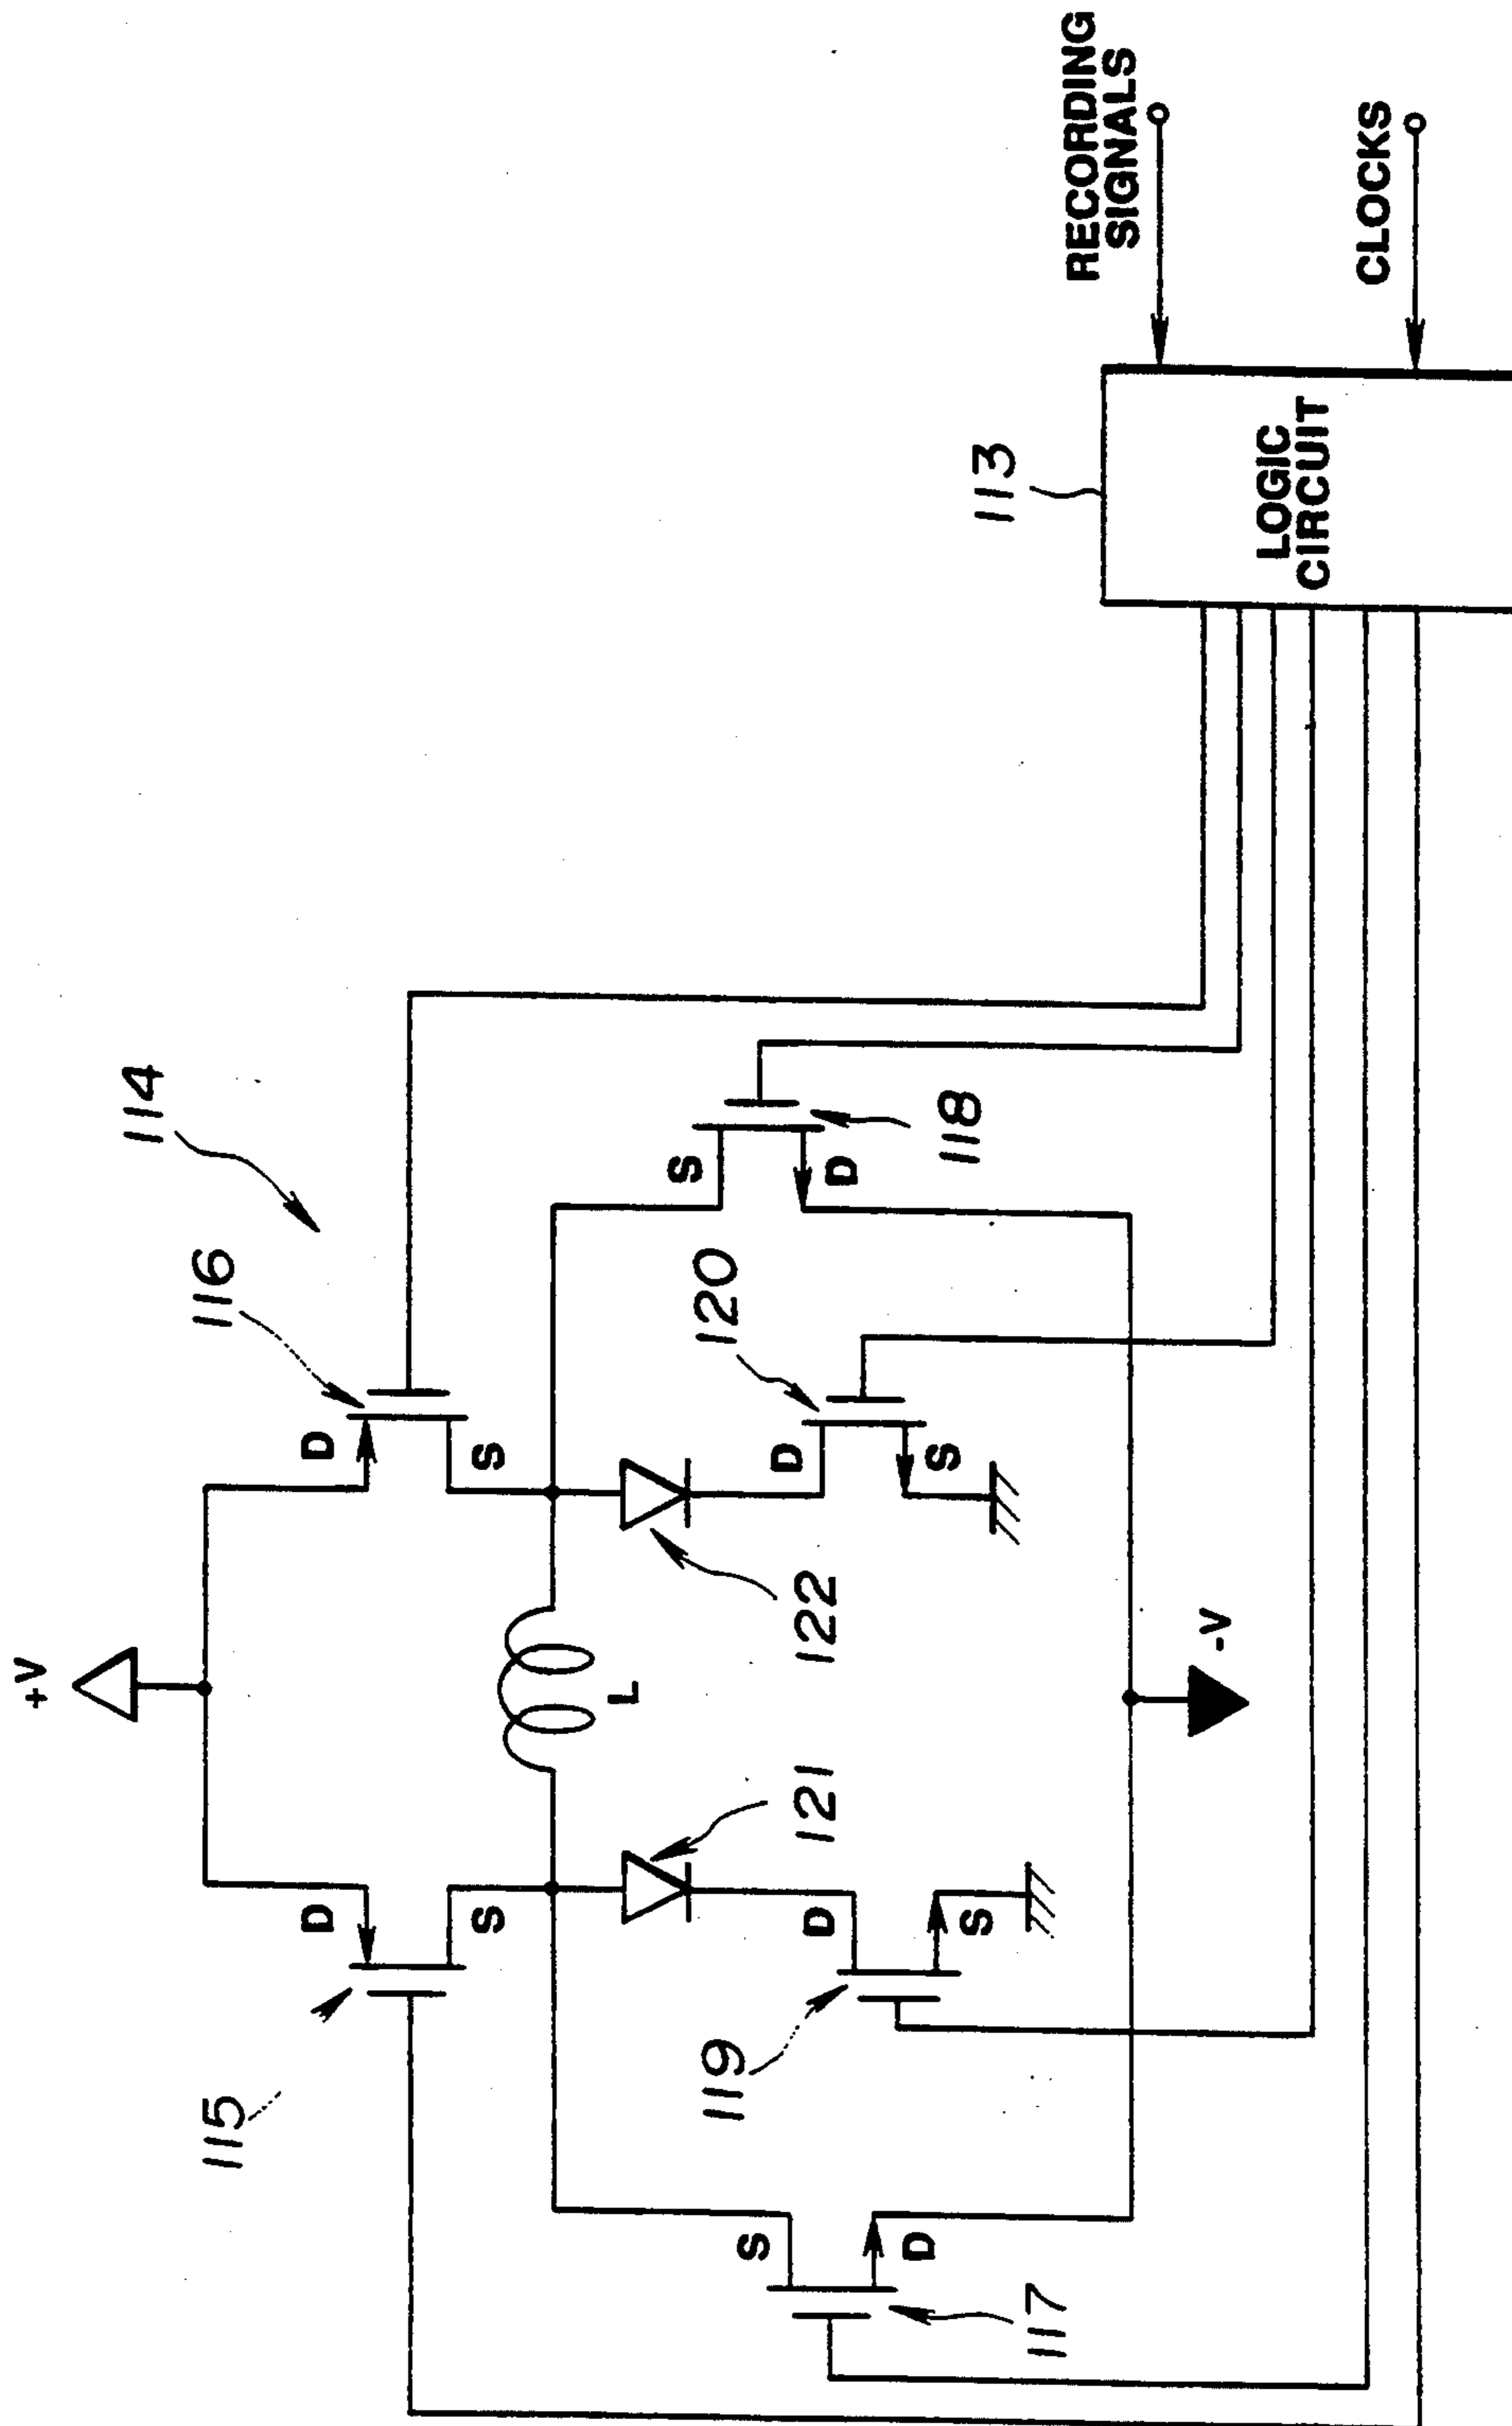 +V
114
116
115
D
D
S
S
L
S
118
D
120
122
121
D
S
D
S
119
S
D
117
-V
113
LOGIC
CIRCUIT
RECORDING
SIGNALS
CLOCKS